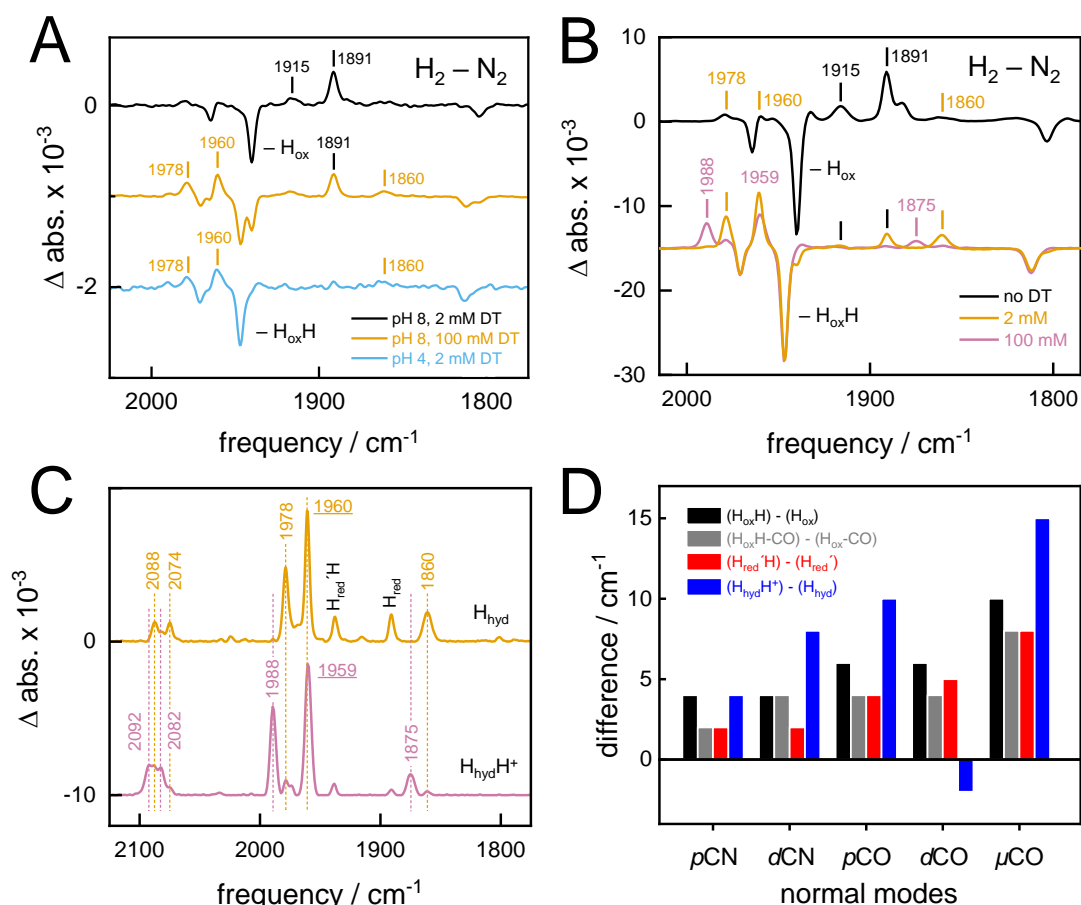 A
H₂ – N₂
1915
1891
0
– Hox
1978
1960
1891
1860
-2
1978
1960
1860
– HoxH
pH 8, 2 mM DT
pH 8, 100 mM DT
pH 4, 2 mM DT
Δ abs. x 10⁻³
2000
1900
1800
frequency / cm⁻¹
B
H₂ – N₂
10
0
-10
-20
-30
1978
1960
1915
1891
1860
– Hox
1988
1959
1875
– HoxH
no DT
2 mM
100 mM
Δ abs. x 10⁻³
2000
1900
1800
frequency / cm⁻¹
C
2088
2074
1978
1960
Hred´H
Hred
1860
Hhyd
0
2092
2082
1988
1959
1875
HhydH⁺
-10
Δ abs. x 10⁻³
2100
2000
1900
1800
frequency / cm⁻¹
D
(HoxH) - (Hox)
(HoxH-CO) - (Hox-CO)
(Hred´H) - (Hred´)
(HhydH⁺) - (Hhyd)
15
10
5
0
difference / cm⁻¹
pCN
dCN
pCO
dCO
µCO
normal modes